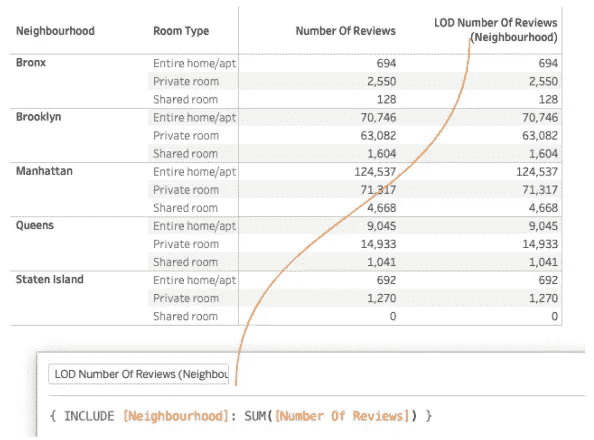 Neighbourhood Room Type Number Of Reviews LOD Number Of Reviews (Neighbourhood)
Bronx Entire home/apt 694 694
Private room 2,550 2,550
Shared room 128 128
Brooklyn Entire home/apt 70,746 70,746
Private room 63,082 63,082
Shared room 1,604 1,604
Manhattan Entire home/apt 124,537 124,537
Private room 71,317 71,317
Shared room 4,668 4,668
Queens Entire home/apt 9,045 9,045
Private room 14,933 14,933
Shared room 1,041 1,041
Staten Island Entire home/apt 692 692
Private room 1,270 1,270
Shared room 0 0
LOD Number Of Reviews (Neighbou
{ INCLUDE [Neighbourhood]: SUM([Number Of Reviews]) }